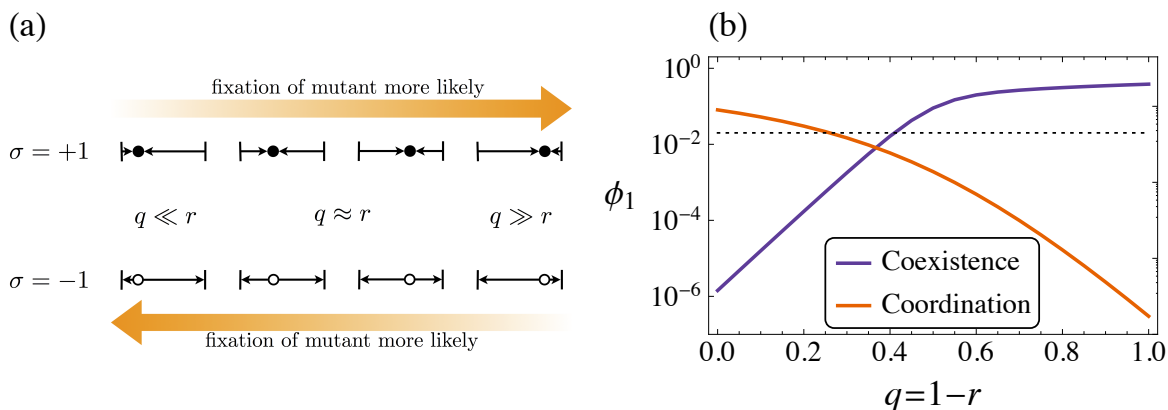 (a)
fixation of mutant more likely
σ = +1
q ≪ r
q ≈ r
q ≫ r
σ = −1
fixation of mutant more likely
(b)
10^0
10^−2
10^−4
10^−6
ϕ_1
Coexistence
Coordination
0.0 0.2 0.4 0.6 0.8 1.0
q=1−r